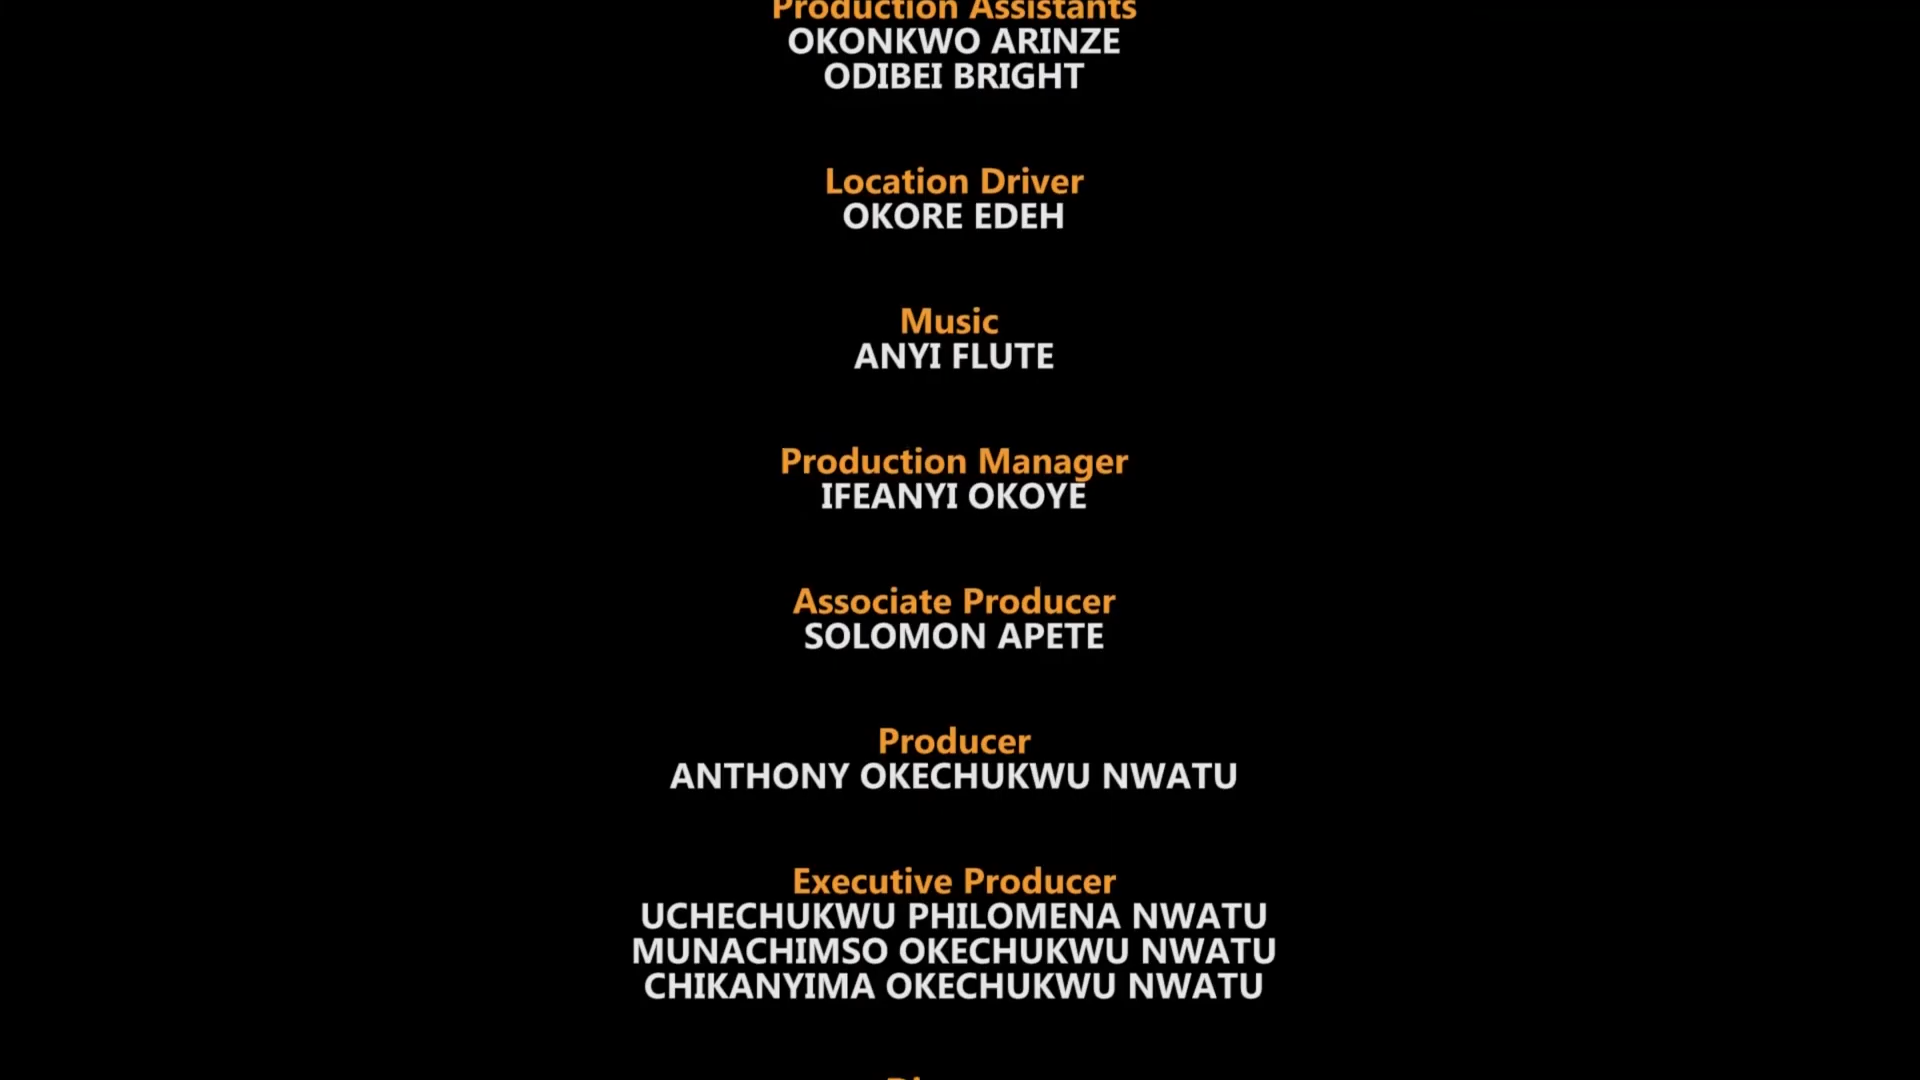 Production Assistants
OKONKWO ARINZE
ODIBEI BRIGHT
Location Driver
OKORE EDEH
Music
ANYI FLUTE
Production Manager
IFEANYI OKOYE
Associate Producer
SOLOMON APETE
Producer
ANTHONY OKECHUKWU NWATU
Executive Producer
UCHECHUKWU PHILOMENA NWATU
MUNACHIMSO OKECHUKWU NWATU
CHIKANYIMA OKECHUKWU NWATU